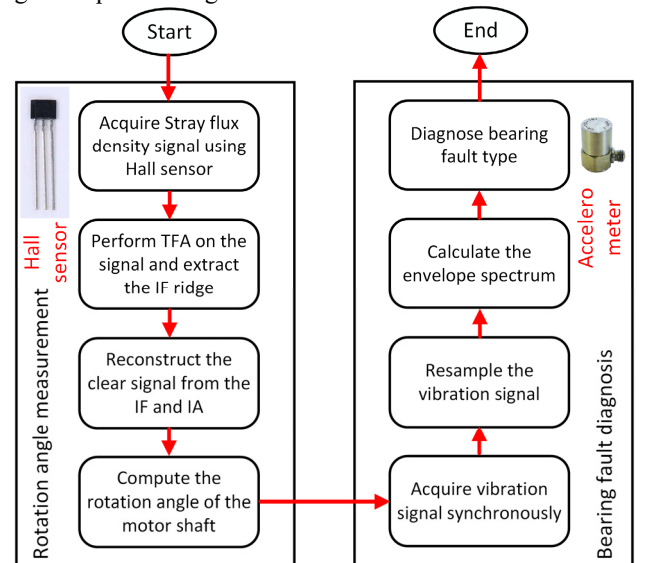 Start
Acquire Stray flux
density signal using
Hall sensor
Perform TFA on the
signal and extract
the IF ridge
Reconstruct the
clear signal from the
IF and IA
Compute the
rotation angle of the
motor shaft
Hall
sensor
Rotation angle measurement
End
Diagnose bearing
fault type
Calculate the
envelope spectrum
Resample the
vibration signal
Acquire vibration
signal synchronously
Accelero
meter
Bearing fault diagnosis